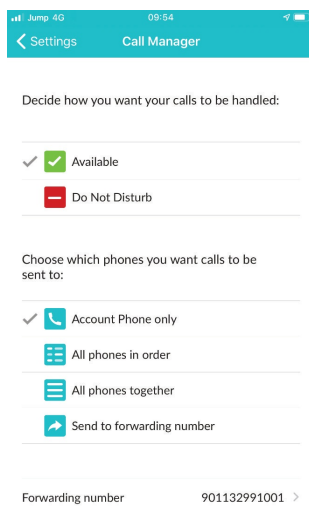 Jump 4G 09:54
Settings Call Manager
Decide how you want your calls to be handled:
Available
Do Not Disturb
Choose which phones you want calls to be
sent to:
Account Phone only
All phones in order
All phones together
Send to forwarding number
Forwarding number 901132991001